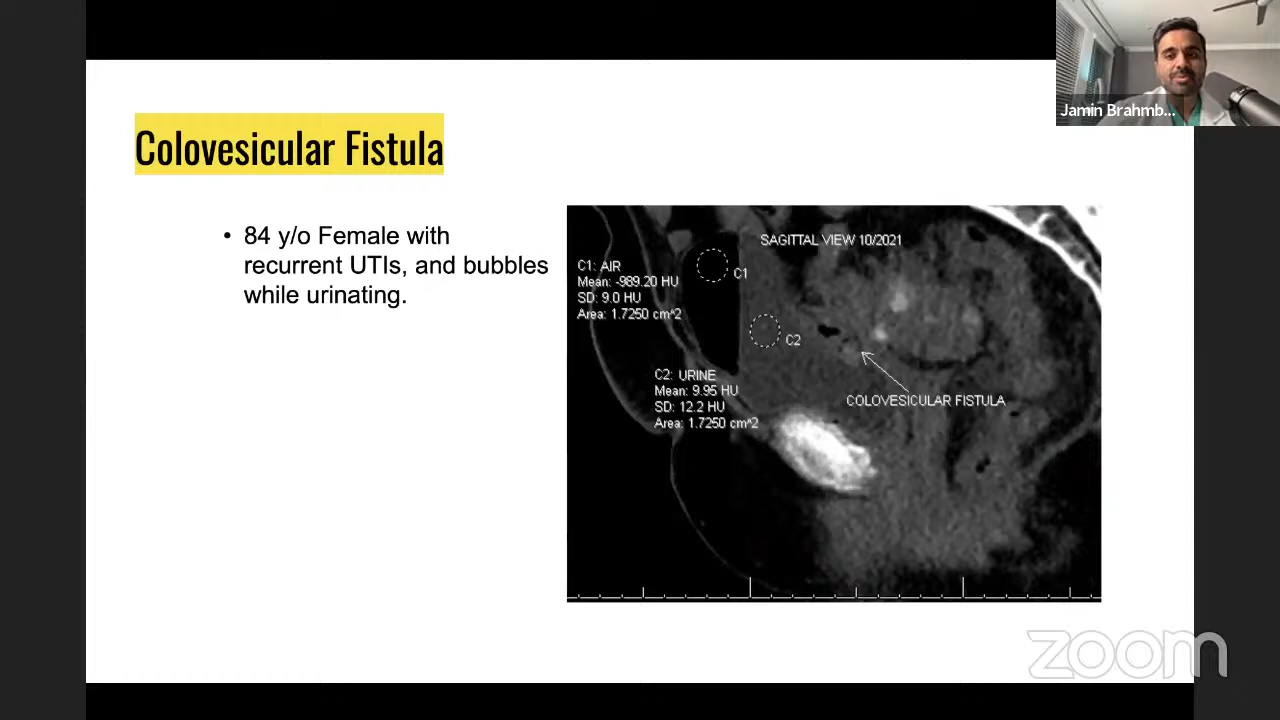 Jamin Brahmb...
Colovesicular Fistula
• 84 y/o Female with
recurrent UTIs, and bubbles
while urinating.
SAGITTAL VIEW 10/2021
C1: AIR
Mean: -989.20 HU
SD: 9.0 HU
Area: 1.7250 cm^2
C1
C2
C2: URINE
Mean: 9.95 HU
SD: 12.2 HU
Area: 1.7250 cm^2
COLOVESICULAR FISTULA
zoom